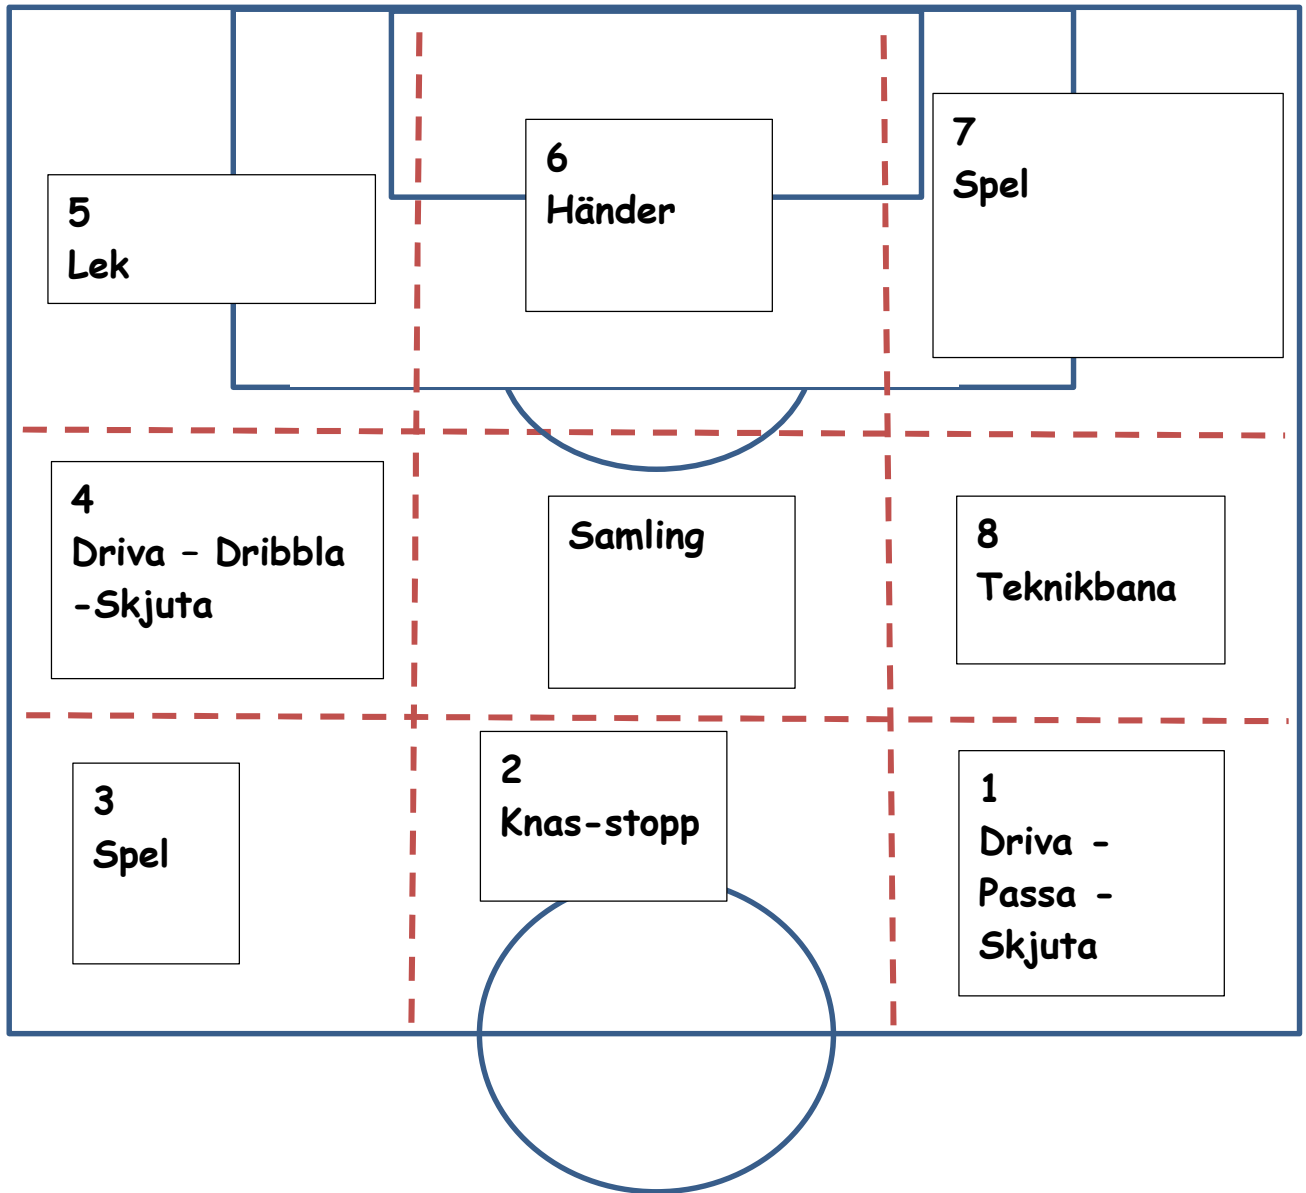 5
Lek
6
Händer
7
Spel
4
Driva – Dribbla
-Skjuta
Samling
8
Teknikbana
3
Spel
2
Knas-stopp
1
Driva -
Passa -
Skjuta